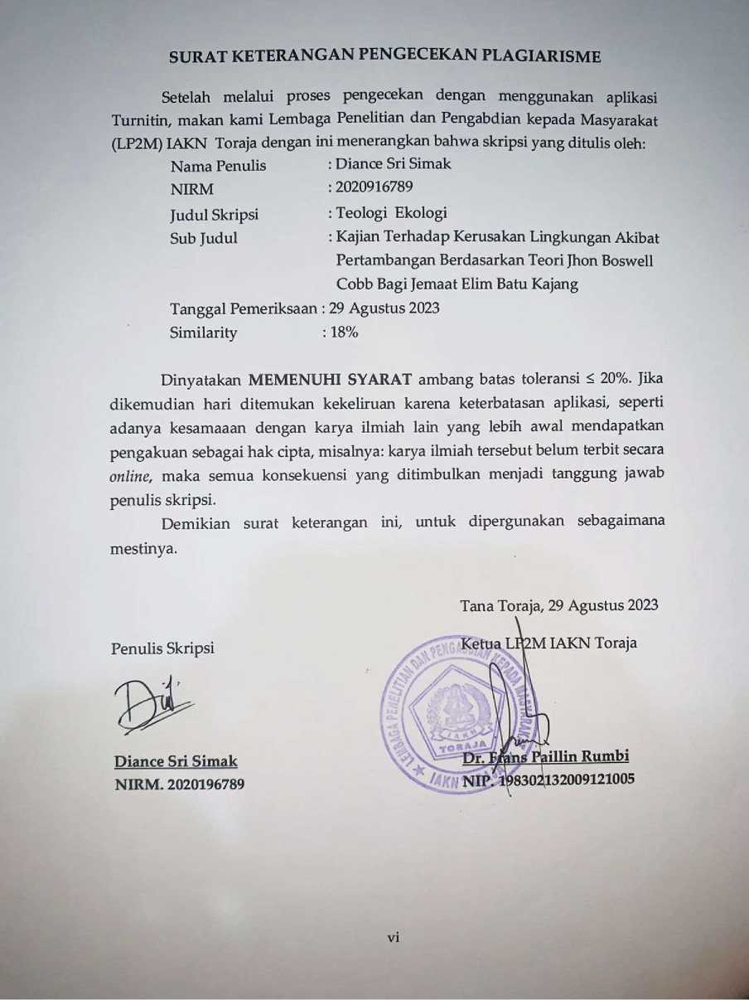 SURAT KETERANGAN PENGECEKAN PLAGIARISME
Setelah melalui proses pengecekan dengan menggunakan aplikasi
Turnitin, makan kami Lembaga Penelitian dan Pengabdian kepada Masyarakat
(LP2M) IAKN Toraja dengan ini menerangkan bahwa skripsi yang ditulis oleh:
Nama Penulis : Diance Sri Simak
NIRM : 2020916789
Judul Skripsi : Teologi Ekologi
Sub Judul : Kajian Terhadap Kerusakan Lingkungan Akibat
Pertambangan Berdasarkan Teori Jhon Boswell
Cobb Bagi Jemaat Elim Batu Kajang
Tanggal Pemeriksaan : 29 Agustus 2023
Similarity : 18%
Dinyatakan MEMENUHI SYARAT ambang batas toleransi ≤ 20%. Jika
dikemudian hari ditemukan kekeliruan karena keterbatasan aplikasi, seperti
adanya kesamaaan dengan karya ilmiah lain yang lebih awal mendapatkan
pengakuan sebagai hak cipta, misalnya: karya ilmiah tersebut belum terbit secara
online, maka semua konsekuensi yang ditimbulkan menjadi tanggung jawab
penulis skripsi.
Demikian surat keterangan ini, untuk dipergunakan sebagaimana
mestinya.
Tana Toraja, 29 Agustus 2023
Penulis Skripsi
Ketua LP2M IAKN Toraja
LEMBAGA PENELITIAN DAN PENGABDIAN KEPADA MASYARAKAT
IAKN
TORAJA
IAKN
Diance Sri Simak
NIRM. 2020196789
Dr. Frans Paillin Rumbi
NIP. 198302132009121005
vi